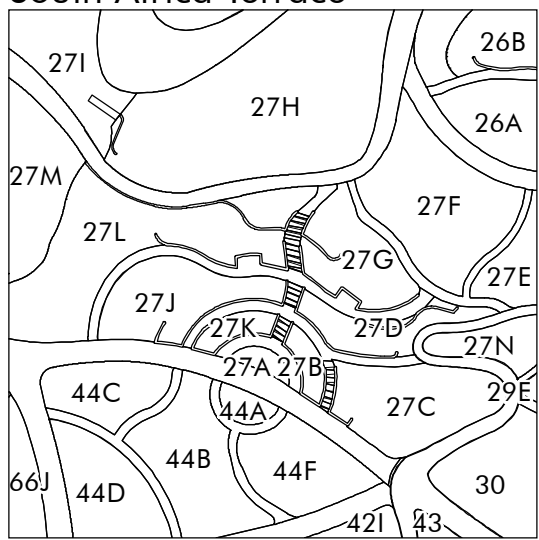 South Africa Terrace
26B
27I
27H
26A
27M
27F
27L
27G
27E
27J
27K
27D
27N
27A
27B
29E
44C
44A
27C
44B
44F
66J
44D
30
42I
43